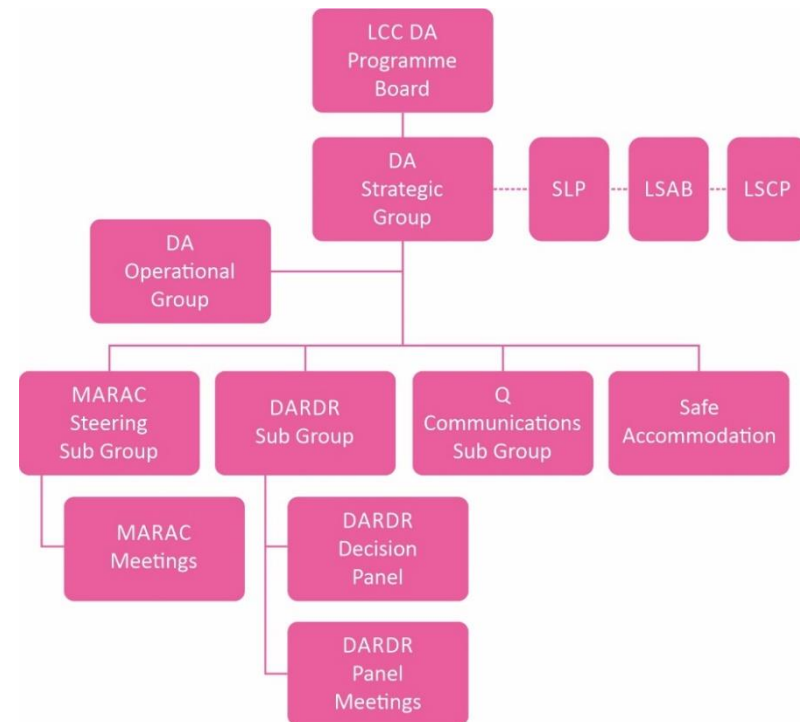 LCC DA
Programme
Board
DA
Strategic
Group
SLP
LSAB
LSCP
DA
Operational
Group
MARAC
Steering
Sub Group
DARDR
Sub Group
Q
Communications
Sub Group
Safe
Accommodation
MARAC
Meetings
DARDR
Decision
Panel
DARDR
Panel
Meetings